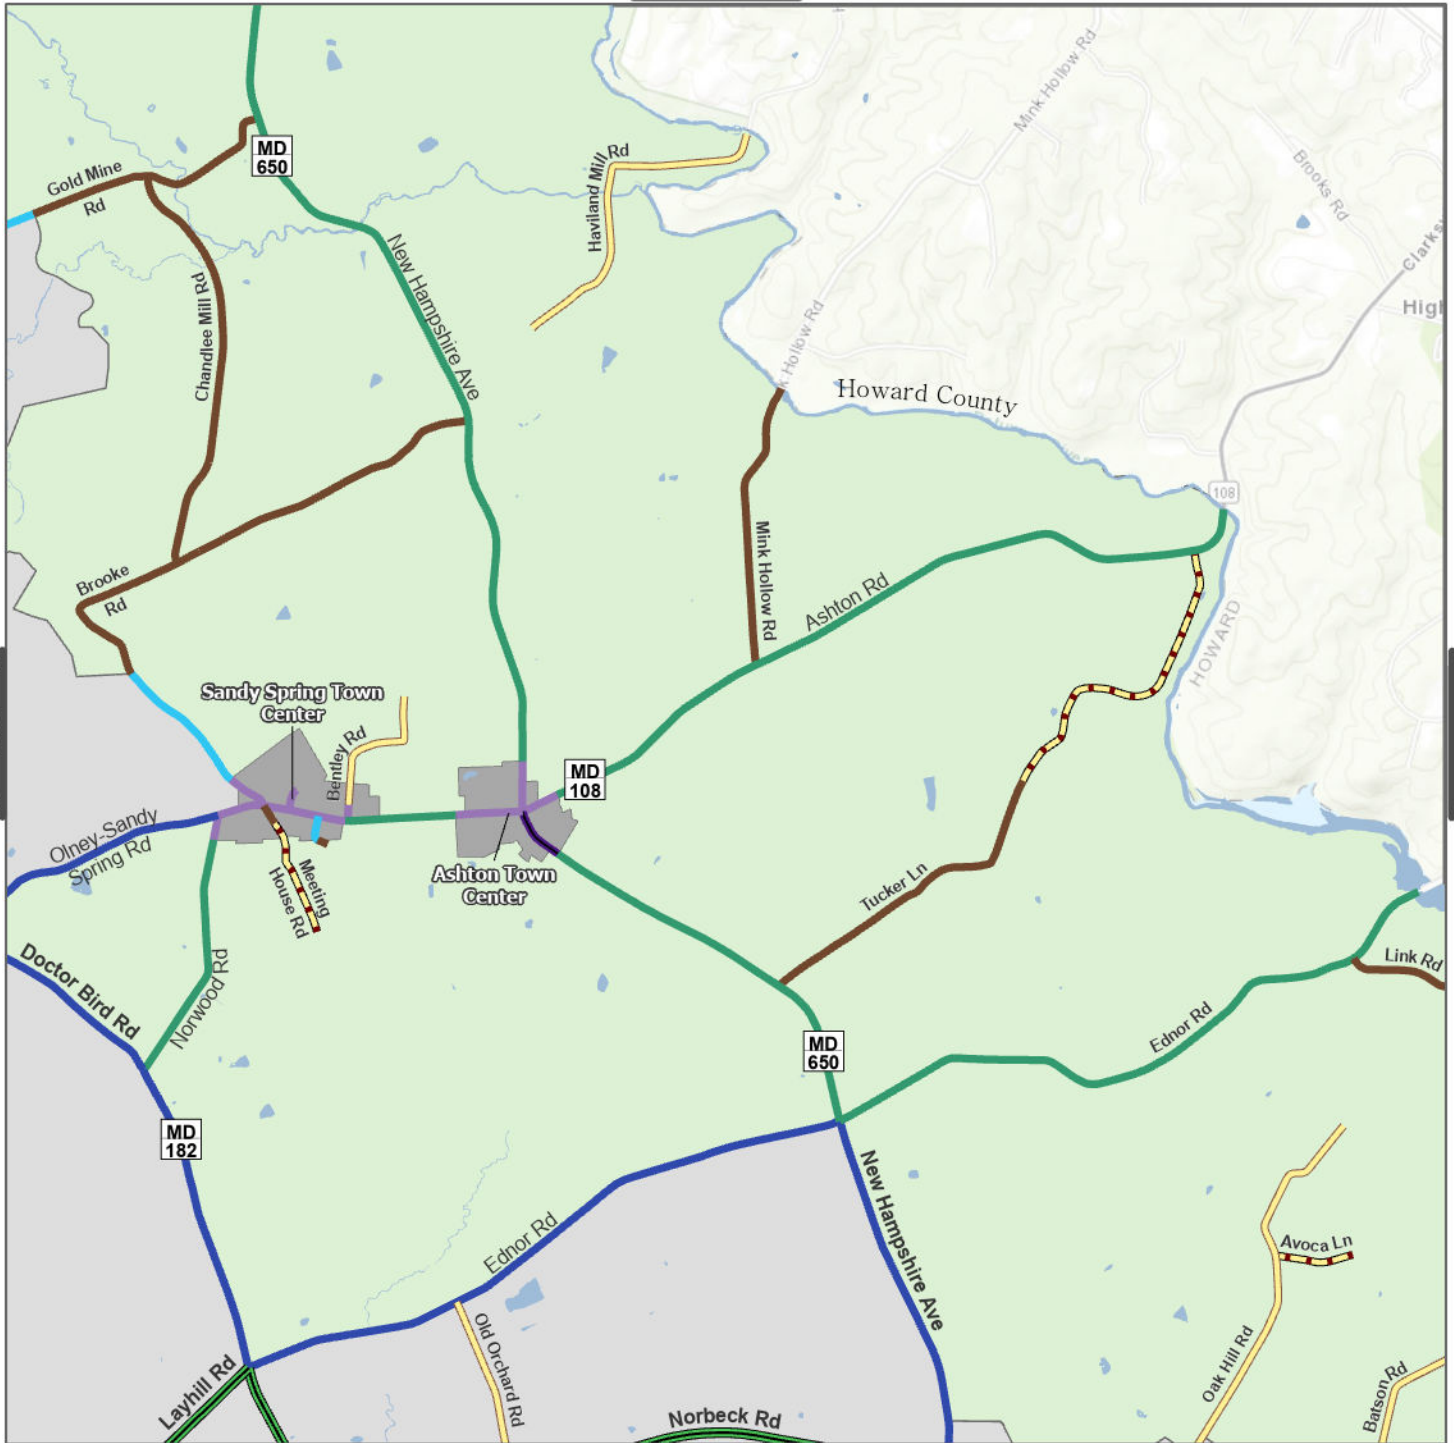 Mink Hollow Rd
MD
650
Gold Mine
Rd
Haviland Mill Rd
Brooks Rd
New Hampshire Ave
Chandlee Mill Rd
Hollow Rd
Howard County
108
Mink Hollow Rd
Brooke
Rd
Ashton Rd
HOWARD
Sandy Spring Town
Center
Bentley Rd
MD
108
Olney-Sandy
Spring Rd
Meeting
House Rd
Ashton Town
Center
Tucker Ln
Doctor Bird Rd
Norwood Rd
Link Rd
MD
650
Ednor Rd
MD
182
New Hampshire Ave
Ednor Rd
Avoca Ln
Old Orchard Rd
Oak Hill Rd
Batson Rd
Layhill Rd
Norbeck Rd